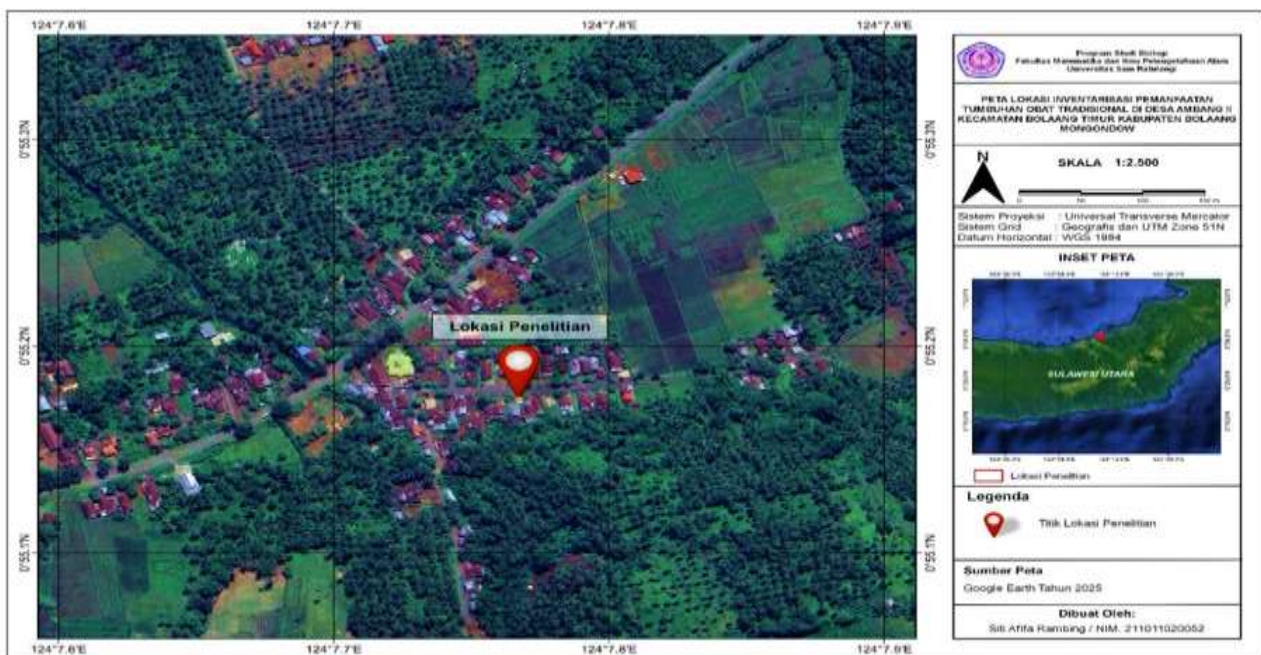 124°7.6'E 124°7.7'E 124°7.8'E 124°7.9'E
0°55.3'N 0°55.3'N
0°55.2'N 0°55.2'N
0°55.1'N 0°55.1'N
Lokasi Penelitian
124°7.6'E 124°7.7'E 124°7.8'E 124°7.9'E
Program Studi Biologi
Fakultas Matematika dan Ilmu Pengetahuan Alam
Universitas Sam Ratulangi
PETA LOKASI INVENTARISASI PEMANFAATAN
TUMBUHAN OBAT TRADISIONAL DI DESA AMBANG II
KECAMATAN BOLAANG TIMUR KABUPATEN BOLAANG
MONGONDOW
N
SKALA 1:2.500
0 50 100 150 m
Sistem Proyeksi : Universal Transverse Mercator
Sistem Grid : Geografis dan UTM Zone 51N
Datum Horizontal : WGS 1984
INSET PETA
SULAWESI UTARA
Lokasi Penelitian
Legenda
Titik Lokasi Penelitian
Sumber Peta
Google Earth Tahun 2025
Dibuat Oleh:
Siti Afifa Rambing / NIM. 211011020052